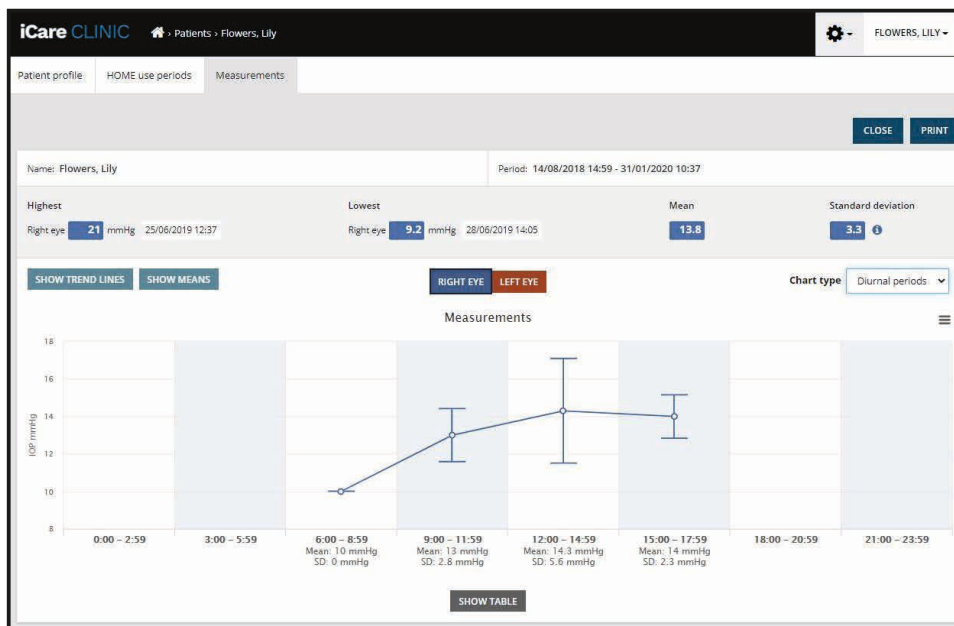 iCare CLINIC › Patients › Flowers, Lily FLOWERS, LILY
Patient profile HOME use periods Measurements
CLOSE PRINT
Name: Flowers, Lily Period: 14/08/2018 14:59 - 31/01/2020 10:37
Highest Lowest Mean Standard deviation
Right eye 21 mmHg 25/06/2019 12:37 Right eye 9.2 mmHg 28/06/2019 14:05 13.8 3.3 i
SHOW TREND LINES SHOW MEANS RIGHT EYE LEFT EYE Chart type Diurnal periods
Measurements
18
16
14
12
10
8
IOP mmHg
0:00 – 2:59 3:00 – 5:59 6:00 – 8:59 9:00 – 11:59 12:00 – 14:59 15:00 – 17:59 18:00 – 20:59 21:00 – 23:59
Mean: 10 mmHg Mean: 13 mmHg Mean: 14.3 mmHg Mean: 14 mmHg
SD: 0 mmHg SD: 2.8 mmHg SD: 5.6 mmHg SD: 2.3 mmHg
SHOW TABLE